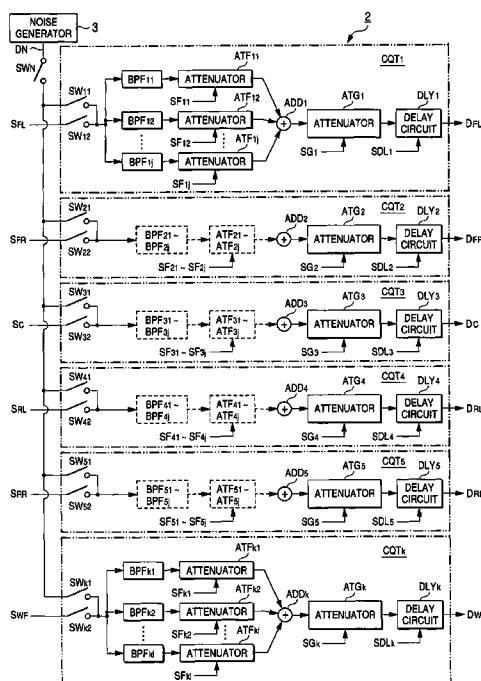 NOISE
GENERATOR
3
DN
SWN
2
CQT1
SW11
SFL
SW12
BPF11
ATF11
ATTENUATOR
SF11
BPF12
ATF12
ATTENUATOR
SF12
BPF1j
ATF1j
ATTENUATOR
SF1j
ADD1
ATG1
ATTENUATOR
SG1
DLY1
DELAY
CIRCUIT
SDL1
DFL
CQT2
SW21
SFR
SW22
BPF21~
BPF2j
ATF21~
ATF2j
SF21 ~ SF2j
ADD2
ATG2
ATTENUATOR
SG2
DLY2
DELAY
CIRCUIT
SDL2
DFR
CQT3
SW31
SC
SW32
BPF31~
BPF3j
ATF31~
ATF3j
SF31 ~ SF3j
ADD3
ATG3
ATTENUATOR
SG3
DLY3
DELAY
CIRCUIT
SDL3
DC
CQT4
SW41
SRL
SW42
BPF41~
BPF4j
ATF41~
ATF4j
SF41 ~ SF4j
ADD4
ATG4
ATTENUATOR
SG4
DLY4
DELAY
CIRCUIT
SDL4
DRL
CQT5
SW51
SRR
SW52
BPF51~
BPF5j
ATF51~
ATF5j
SF51 ~ SF5j
ADD5
ATG5
ATTENUATOR
SG5
DLY5
DELAY
CIRCUIT
SDL5
CQTk
SWk1
SWF
SWk2
BPFk1
ATFk1
ATTENUATOR
SFk1
BPFk2
ATFk2
ATTENUATOR
SFk2
BPFkj
ATFkj
ATTENUATOR
SFkj
ADDk
ATGk
ATTENUATOR
SGk
DLYk
DELAY
CIRCUIT
SDLk